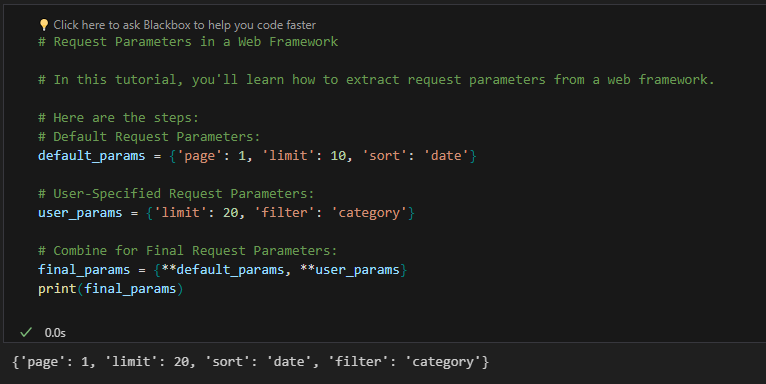 Click here to ask Blackbox to help you code faster
# Request Parameters in a Web Framework
# In this tutorial, you'll learn how to extract request parameters from a web framework.
# Here are the steps:
# Default Request Parameters:
default_params = {'page': 1, 'limit': 10, 'sort': 'date'}
# User-Specified Request Parameters:
user_params = {'limit': 20, 'filter': 'category'}
# Combine for Final Request Parameters:
final_params = {**default_params, **user_params}
print(final_params)
0.0s
{'page': 1, 'limit': 20, 'sort': 'date', 'filter': 'category'}